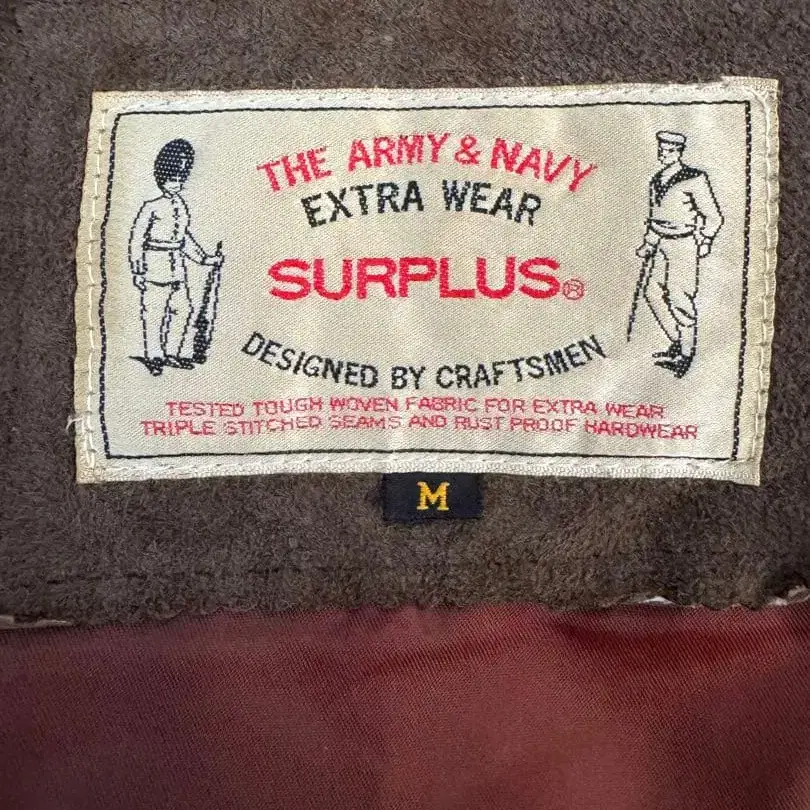 THE ARMY & NAVY
EXTRA WEAR
SURPLUS®
DESIGNED BY CRAFTSMEN
TESTED TOUGH WOVEN FABRIC FOR EXTRA WEAR
TRIPLE STITCHED SEAMS AND RUST PROOF HARDWEAR
M